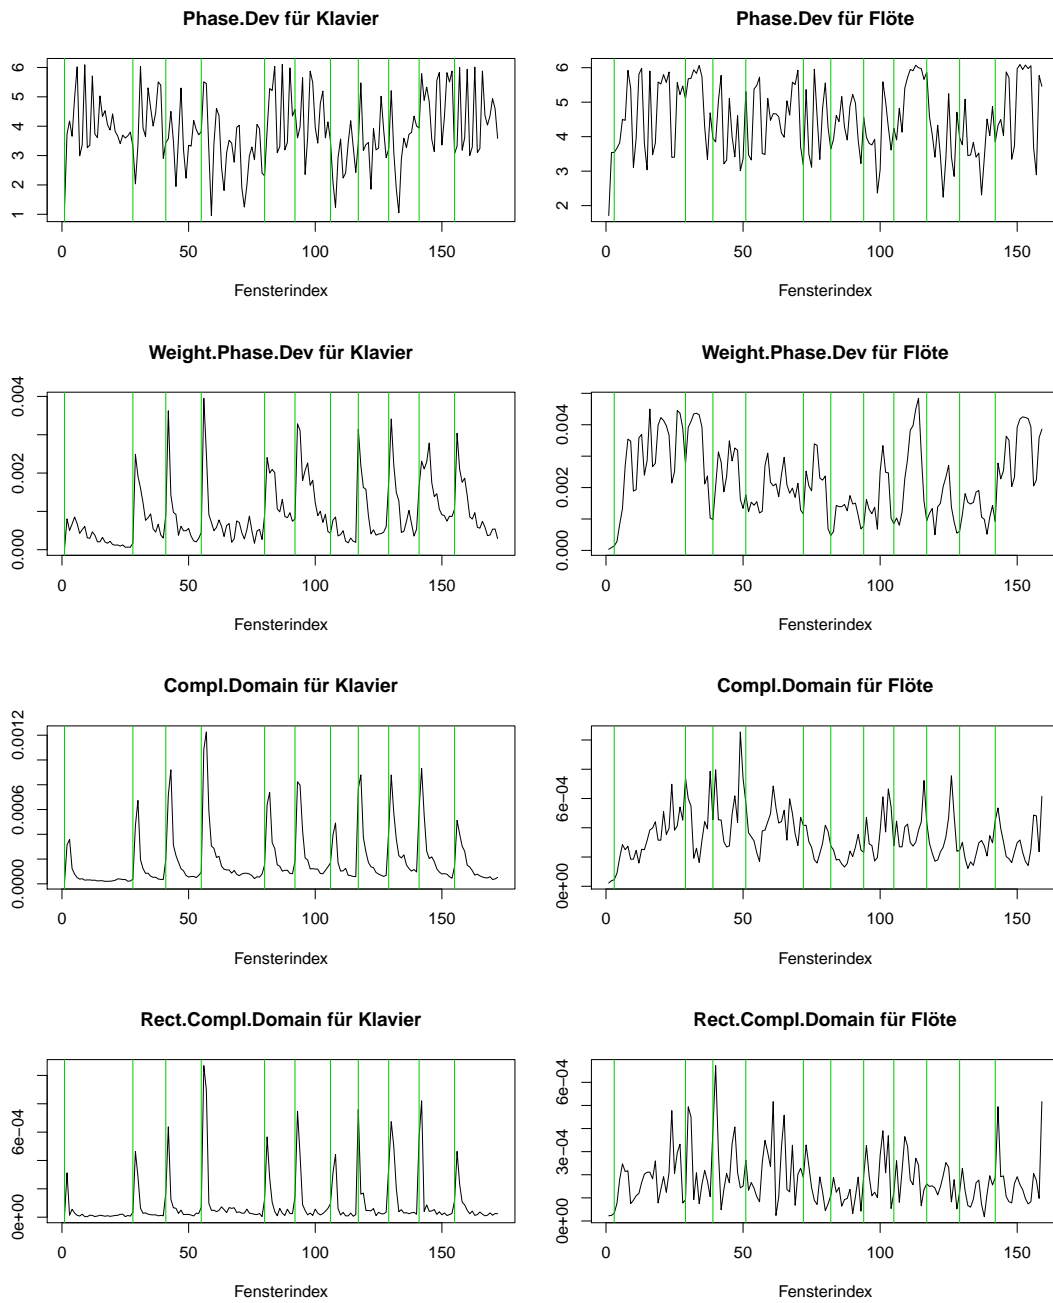 Phase.Dev für Klavier
1 2 3 4 5 6
0 50 100 150
Fensterindex
Phase.Dev für Flöte
2 3 4 5 6
0 50 100 150
Fensterindex
Weight.Phase.Dev für Klavier
0.000 0.002 0.004
0 50 100 150
Fensterindex
Weight.Phase.Dev für Flöte
0.000 0.002 0.004
0 50 100 150
Fensterindex
Compl.Domain für Klavier
0.0000 0.0006 0.0012
0 50 100 150
Fensterindex
Compl.Domain für Flöte
0e+00 6e−04
0 50 100 150
Fensterindex
Rect.Compl.Domain für Klavier
0e+00 6e−04
0 50 100 150
Fensterindex
Rect.Compl.Domain für Flöte
0e+00 3e−04 6e−04
0 50 100 150
Fensterindex